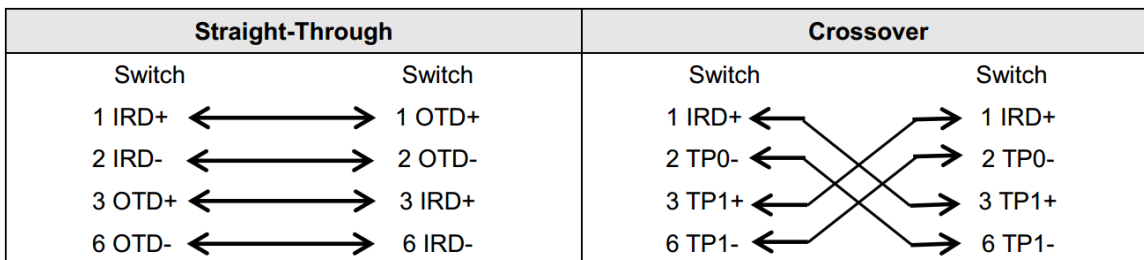 Straight-Through Crossover
Switch Switch Switch Switch
1 IRD+ 1 OTD+ 1 IRD+ 1 IRD+
2 IRD- 2 OTD- 2 TP0- 2 TP0-
3 OTD+ 3 IRD+ 3 TP1+ 3 TP1+
6 OTD- 6 IRD- 6 TP1- 6 TP1-